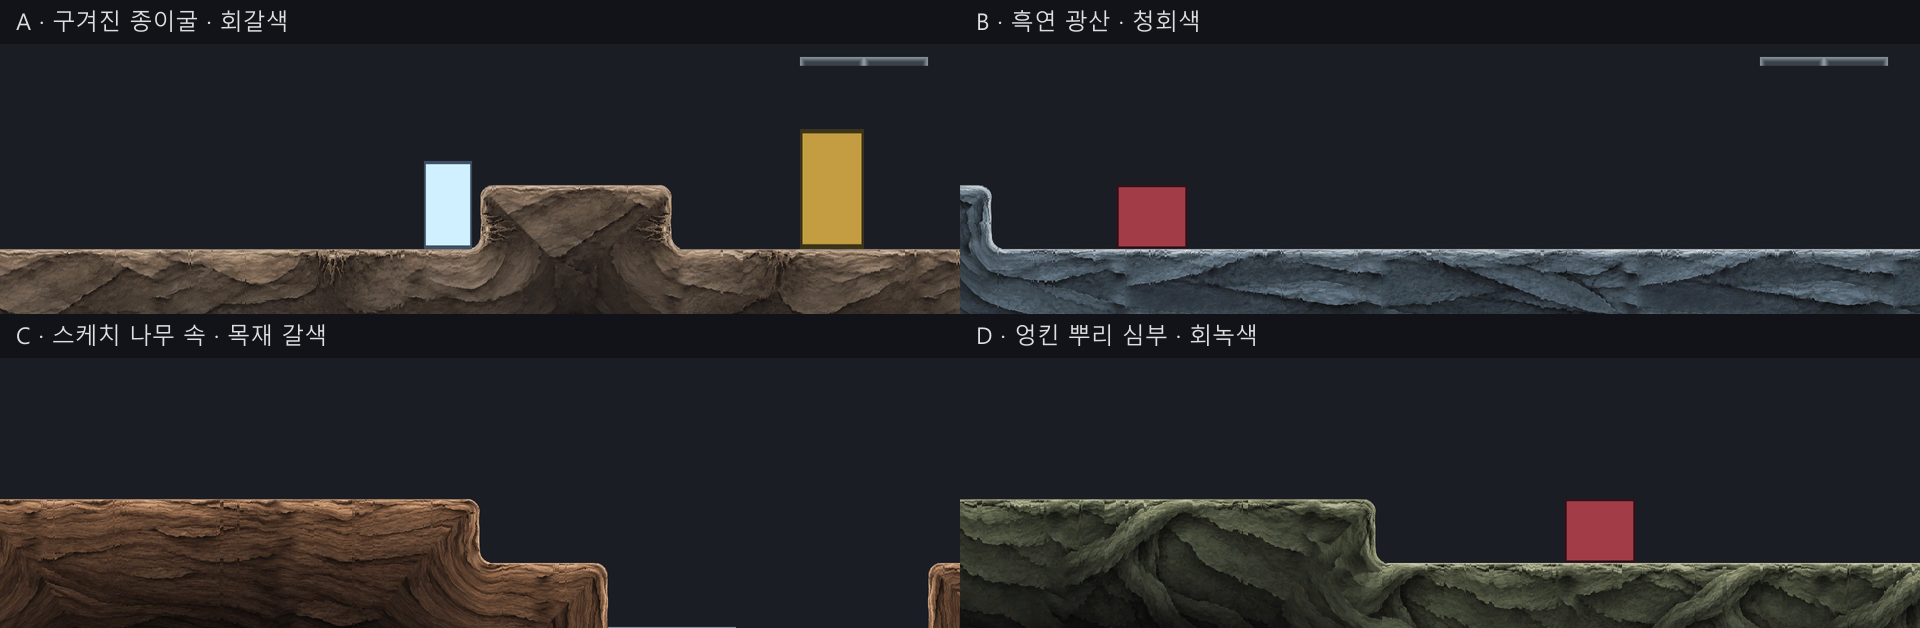 A · 구겨진 종이굴 · 회갈색
B · 흑연 광산 · 청회색
C · 스케치 나무 속 · 목재 갈색
D · 엉킨 뿌리 심부 · 회녹색